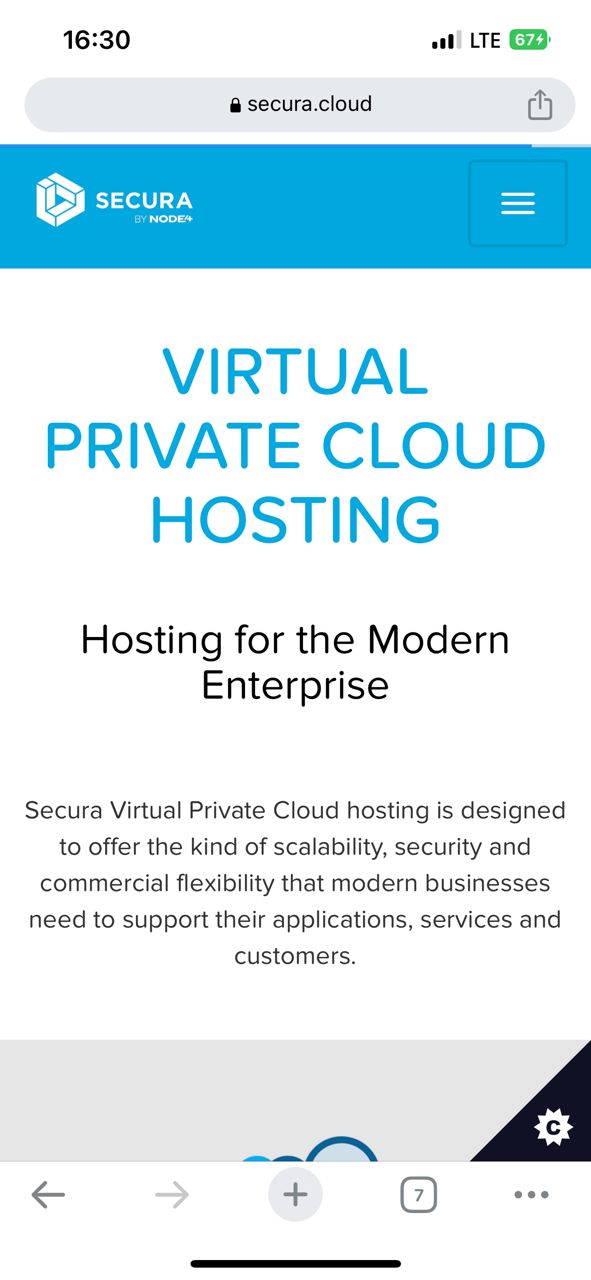 16:30
LTE 67
secura.cloud
SECURA
BY NODE4
VIRTUAL
PRIVATE CLOUD
HOSTING
Hosting for the Modern
Enterprise
Secura Virtual Private Cloud hosting is designed
to offer the kind of scalability, security and
commercial flexibility that modern businesses
need to support their applications, services and
customers.
C
7